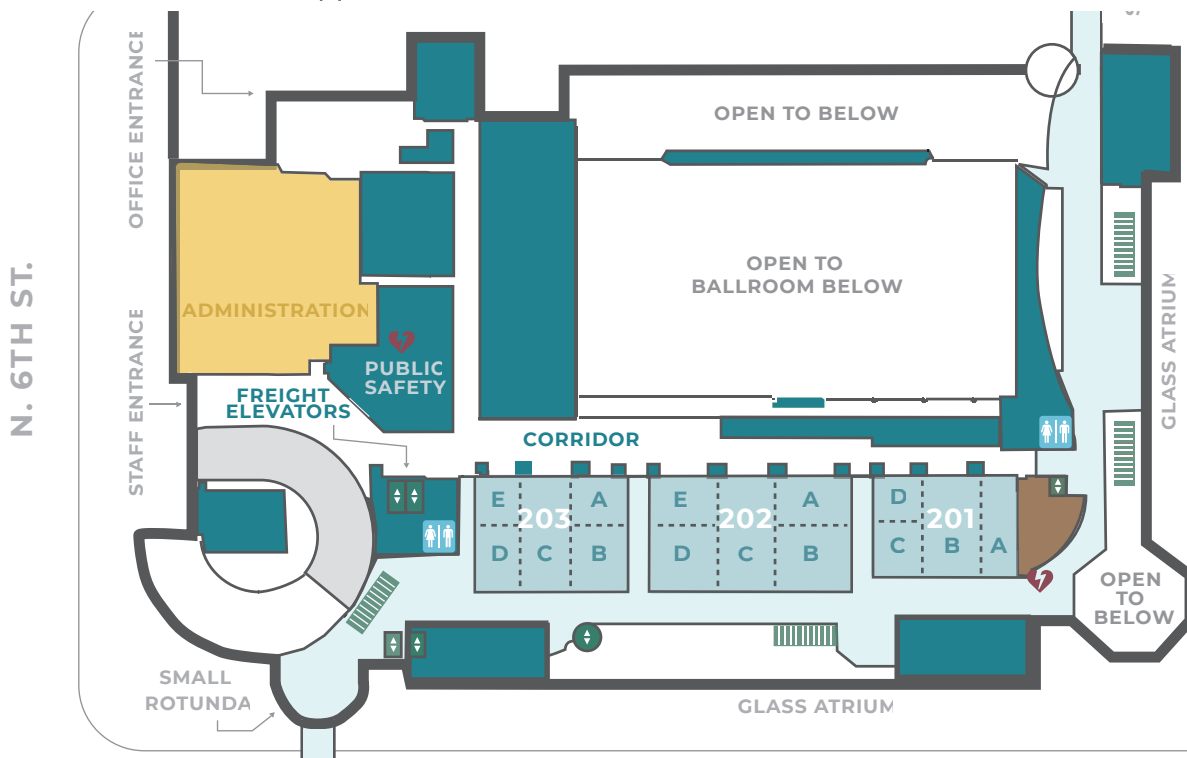 OFFICE ENTRANCE
OPEN TO BELOW
N. 6TH ST.
OPEN TO
BALLROOM BELOW
ADMINISTRATION
GLASS ATRIUM
STAFF ENTRANCE
PUBLIC
SAFETY
FREIGHT
ELEVATORS
CORRIDOR
E
A
203
D
C
B
E
A
202
D
C
B
D
201
C
B
A
OPEN
TO
BELOW
SMALL
ROTUNDA
GLASS ATRIUM